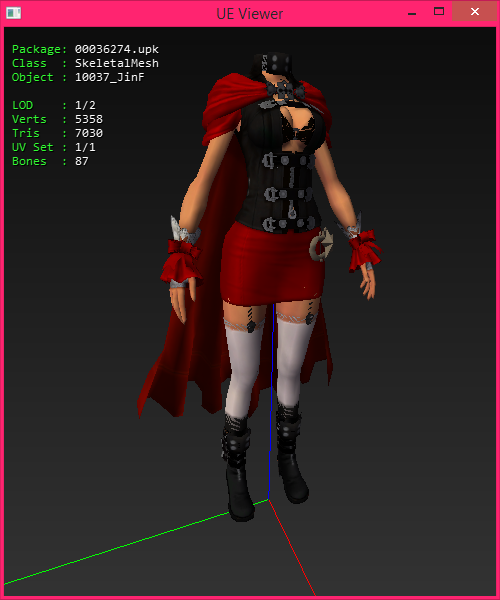 UE Viewer
Package: 00036274.upk
Class  : SkeletalMesh
Object : 10037_JinF
LOD    : 1/2
Verts  : 5358
Tris   : 7030
UV Set : 1/1
Bones  : 87